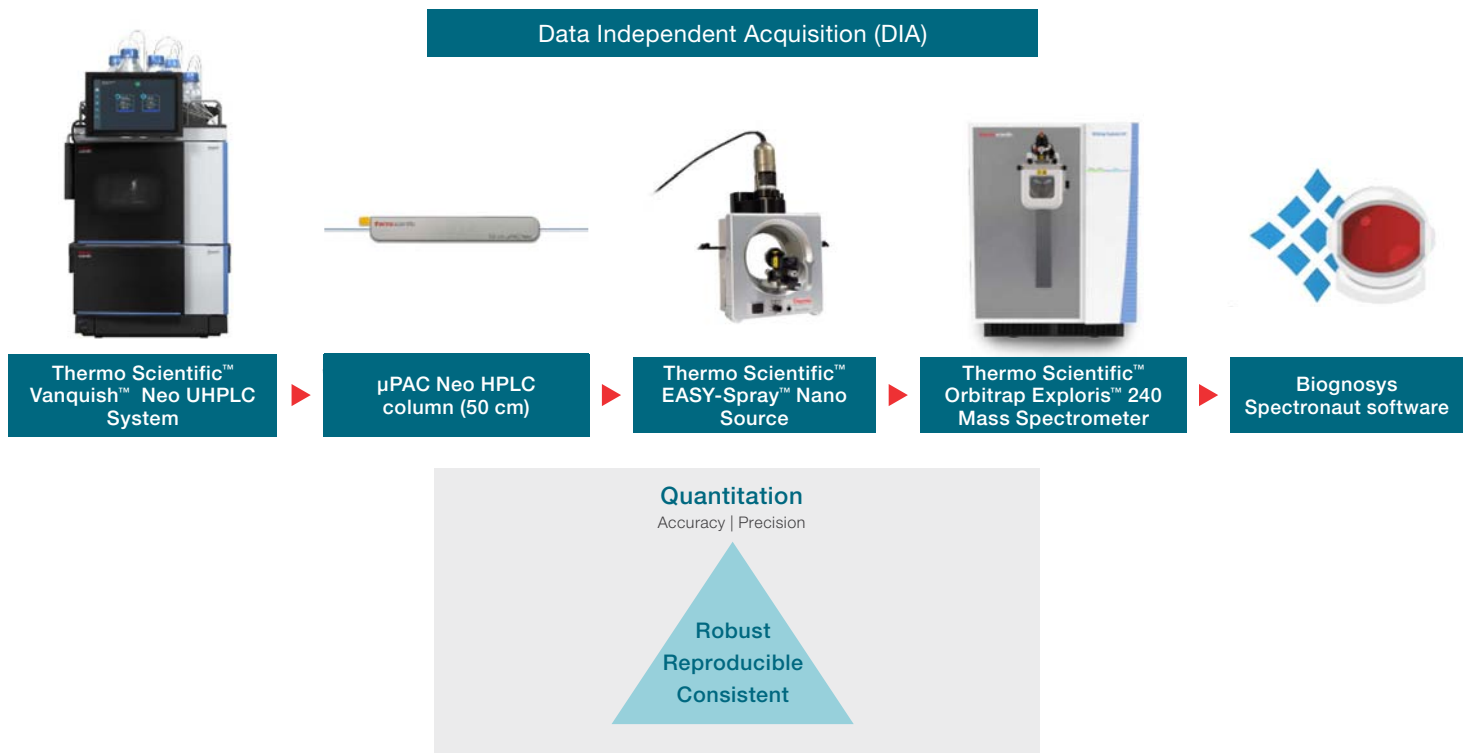 Data Independent Acquisition (DIA)
thermo scientific
Thermo Scientific™
Vanquish™ Neo UHPLC
System
µPAC Neo HPLC
column (50 cm)
Thermo Scientific™
EASY-Spray™ Nano
Source
Thermo Scientific™
Orbitrap Exploris™ 240
Mass Spectrometer
Biognosys
Spectronaut software
Quantitation
Accuracy | Precision
Robust
Reproducible
Consistent